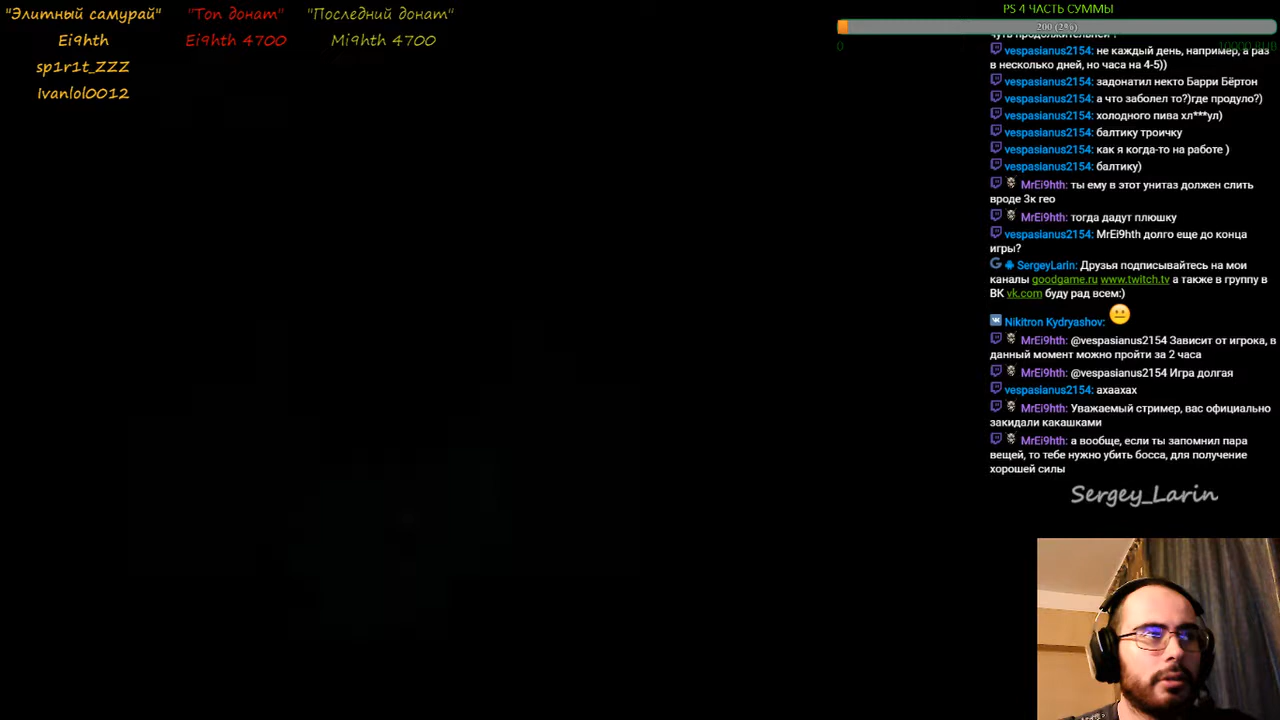 "Элитный самурай"
Ei9hth
sp1r1t_ZZZ
ivanlol0012
"Топ донат"
Ei9hth 4700
"Последний донат"
Mi9hth 4700
PS 4 ЧАСТЬ СУММЫ
200 (2%)
0
vespasianus2154: не каждый день, например, а раз
в несколько дней, но часа на 4-5))
vespasianus2154: задонатил некто Барри Бёртон
vespasianus2154: а что заболел то?)где продуло?)
vespasianus2154: холодного пива хл***ул)
vespasianus2154: балтику троичку
vespasianus2154: как я когда-то на работе )
vespasianus2154: балтику)
MrEi9hth: ты ему в этот унитаз должен слить
вроде 3к гео
MrEi9hth: тогда дадут плюшку
vespasianus2154: MrEi9hth долго еще до конца
игры?
SergeyLarin: Друзья подписывайтесь на мои
каналы goodgame.ru www.twitch.tv а также в группу в
ВК vk.com буду рад всем:)
Nikitron Kydryashov:
MrEi9hth: @vespasianus2154 Зависит от игрока, в
данный момент можно пройти за 2 часа
MrEi9hth: @vespasianus2154 Игра долгая
vespasianus2154: ахаахах
MrEi9hth: Уважаемый стример, вас официально
закидали какашками
MrEi9hth: а вообще, если ты запомнил пара
вещей, то тебе нужно убить босса, для получение
хорошей силы
Sergey_Larin